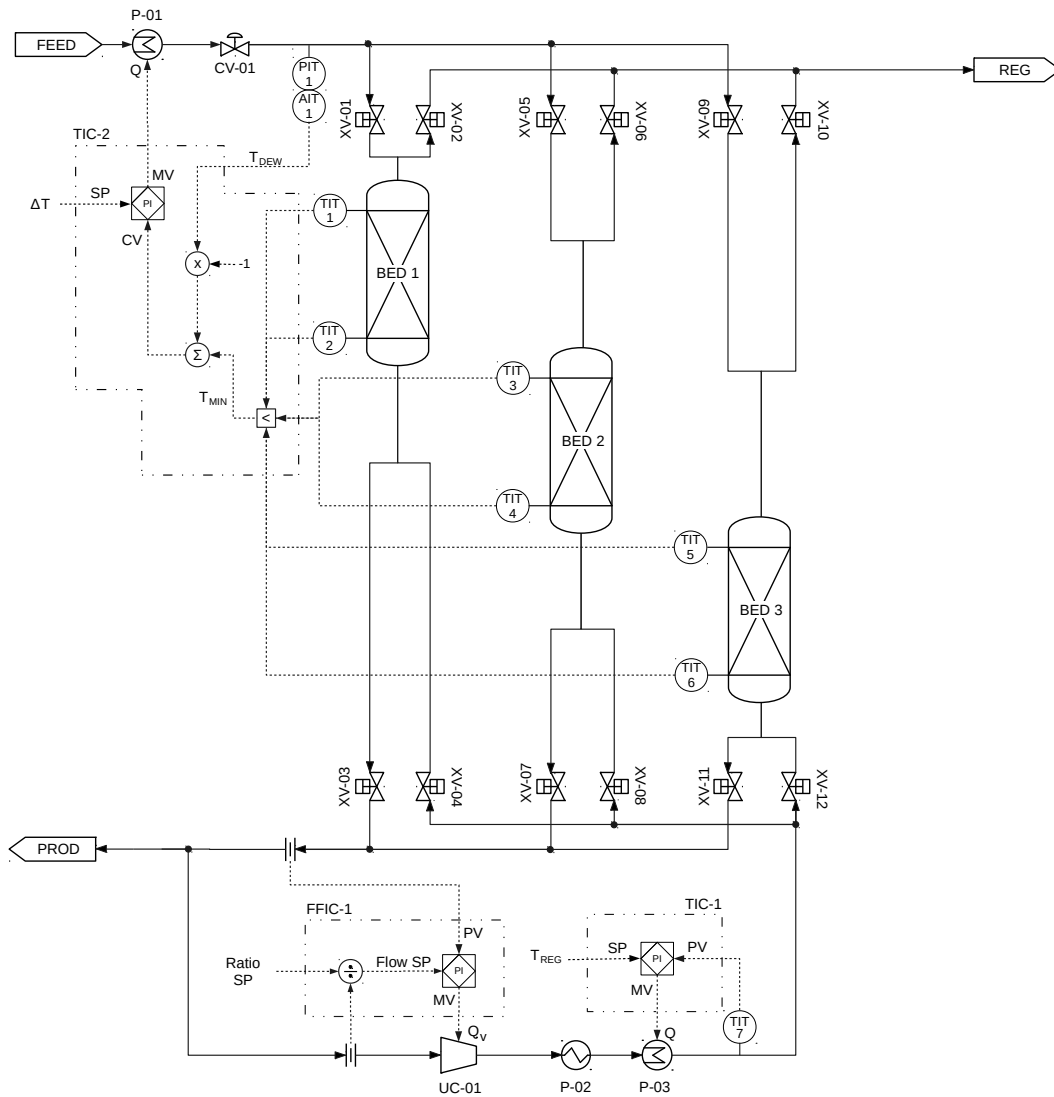 P-01
FEED
Q
CV-01
PIT
1
AIT
1
REG
XV-01
XV-02
XV-05
XV-06
XV-09
XV-10
TIC-2
T_DEW
MV
SP
PI
ΔT
CV
TIT
1
x
-1
BED 1
TIT
2
Σ
TIT
3
T_MIN
<
BED 2
TIT
4
TIT
5
BED 3
TIT
6
XV-03
XV-04
XV-07
XV-08
XV-11
XV-12
PROD
FFIC-1
TIC-1
PV
SP
PV
Ratio
SP
÷
Flow SP
PI
T_REG
PI
MV
MV
TIT
7
Q_v
Q
UC-01
P-02
P-03